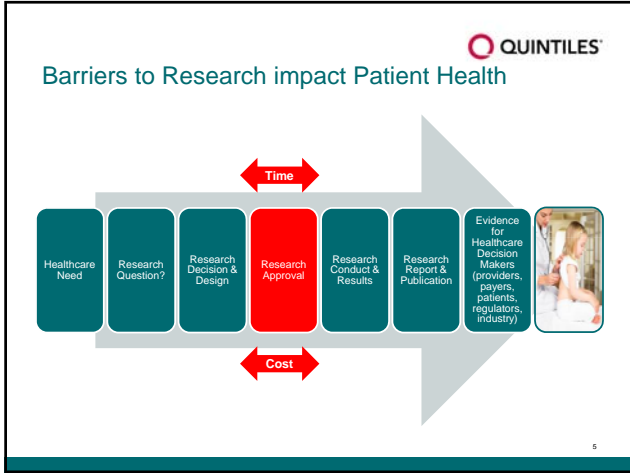 QUINTILES
Barriers to Research impact Patient Health
Time
Healthcare
Need
Research
Question?
Research
Decision &
Design
Research
Approval
Research
Conduct &
Results
Research
Report &
Publication
Evidence
for
Healthcare
Decision
Makers
(providers,
payers,
patients,
regulators,
industry)
Cost
5